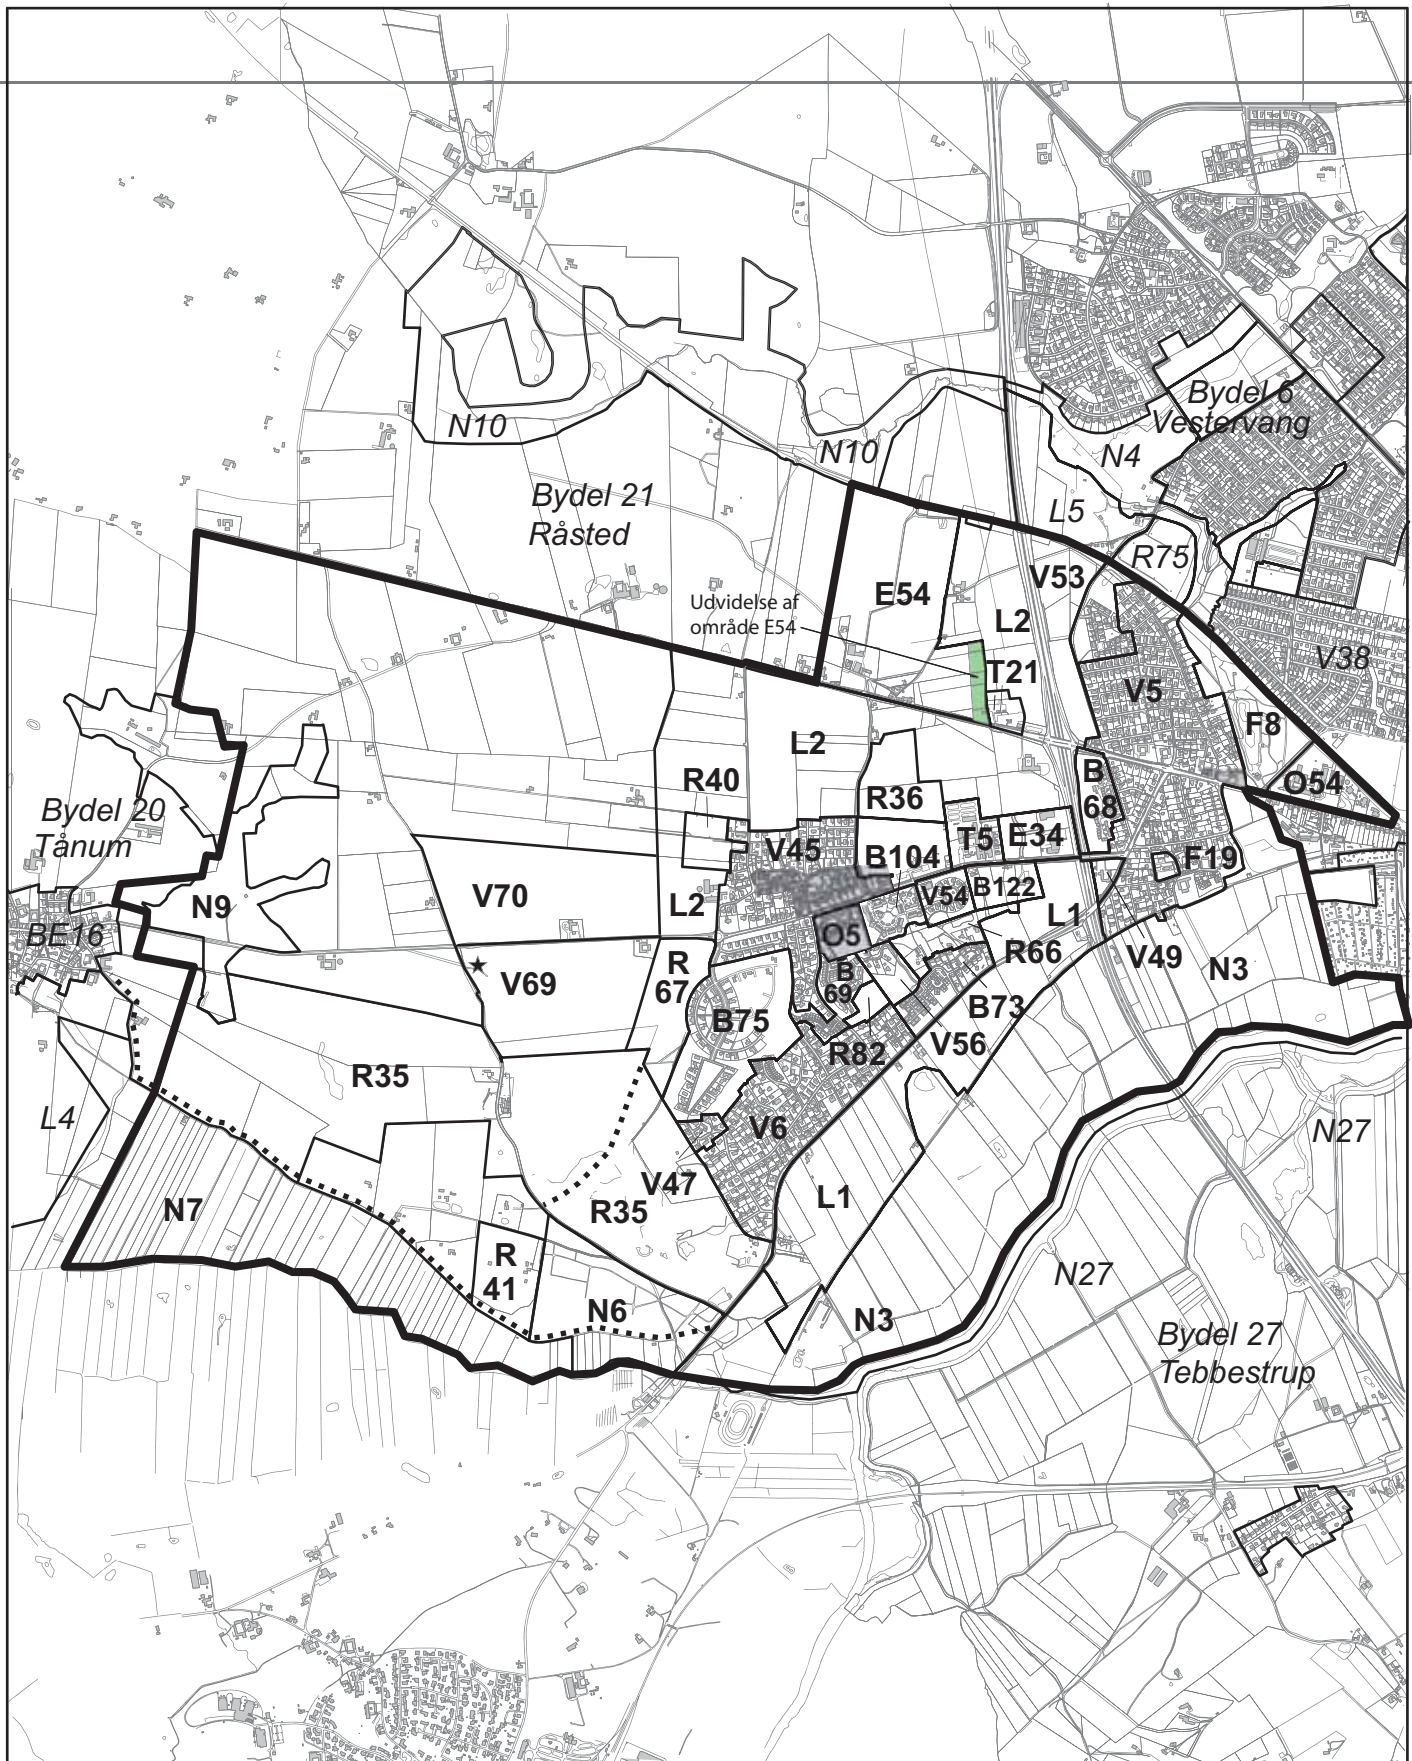 Bydel 6
Vestervang
N10
N10
N4
Bydel 21
Råsted
L5
R75
E54
V53
Udvidelse af
område E54
L2
T21
V38
V5
F8
L2
B
68
O54
R40
R36
Bydel 20
Tånum
T5
E34
V45
B104
F19
V54
B122
V70
L2
N9
L1
BE16
O5
R66
V49
N3
V69
R
67
B
69
B73
B75
V56
R82
R35
L4
V6
N27
V47
R35
L1
N7
R
41
N27
N6
N3
Bydel 27
Tebbestrup